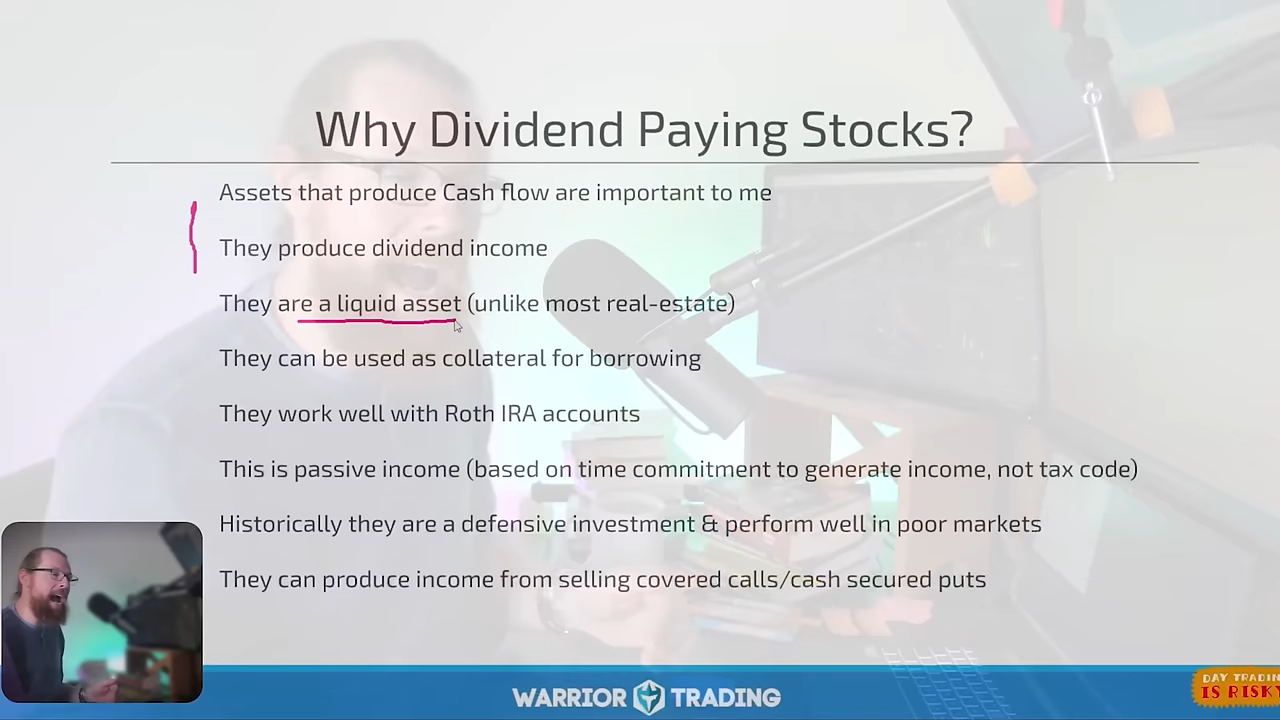 Why Dividend Paying Stocks?
Assets that produce Cash flow are important to me
They produce dividend income
They are a liquid asset (unlike most real-estate)
They can be used as collateral for borrowing
They work well with Roth IRA accounts
This is passive income (based on time commitment to generate income, not tax code)
Historically they are a defensive investment & perform well in poor markets
They can produce income from selling covered calls/cash secured puts
WARRIOR TRADING
DAY TRADIN
IS RISKY